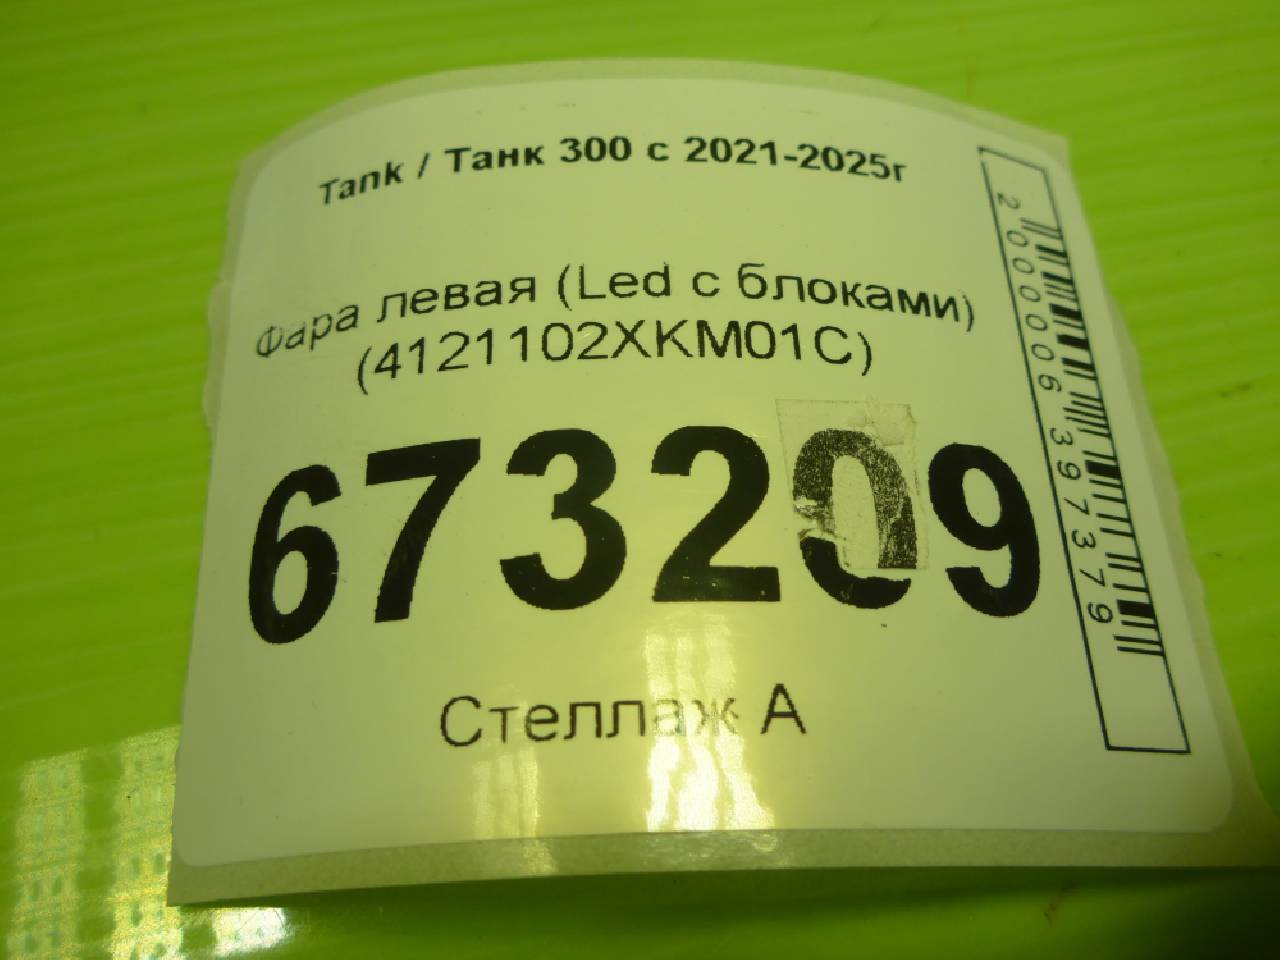 Tank / Танк 300 с 2021-2025г
Фара левая (Led с блоками)
(4121102XKM01C)
673209
Стеллаж А
2000006397379